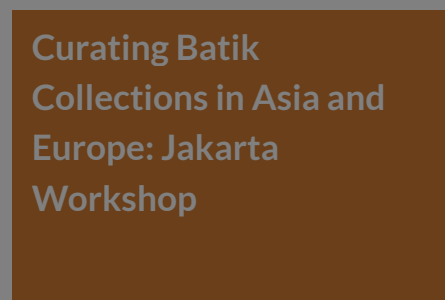 Curating Batik
Collections in Asia and
Europe: Jakarta
Workshop